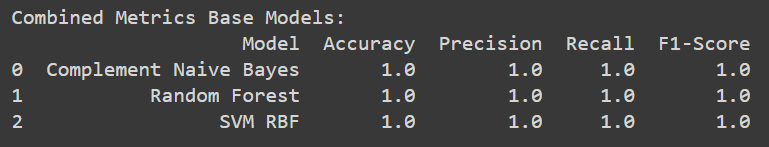 Combined Metrics Base Models:
Model Accuracy Precision Recall F1-Score
0 Complement Naive Bayes 1.0 1.0 1.0 1.0
1 Random Forest 1.0 1.0 1.0 1.0
2 SVM RBF 1.0 1.0 1.0 1.0